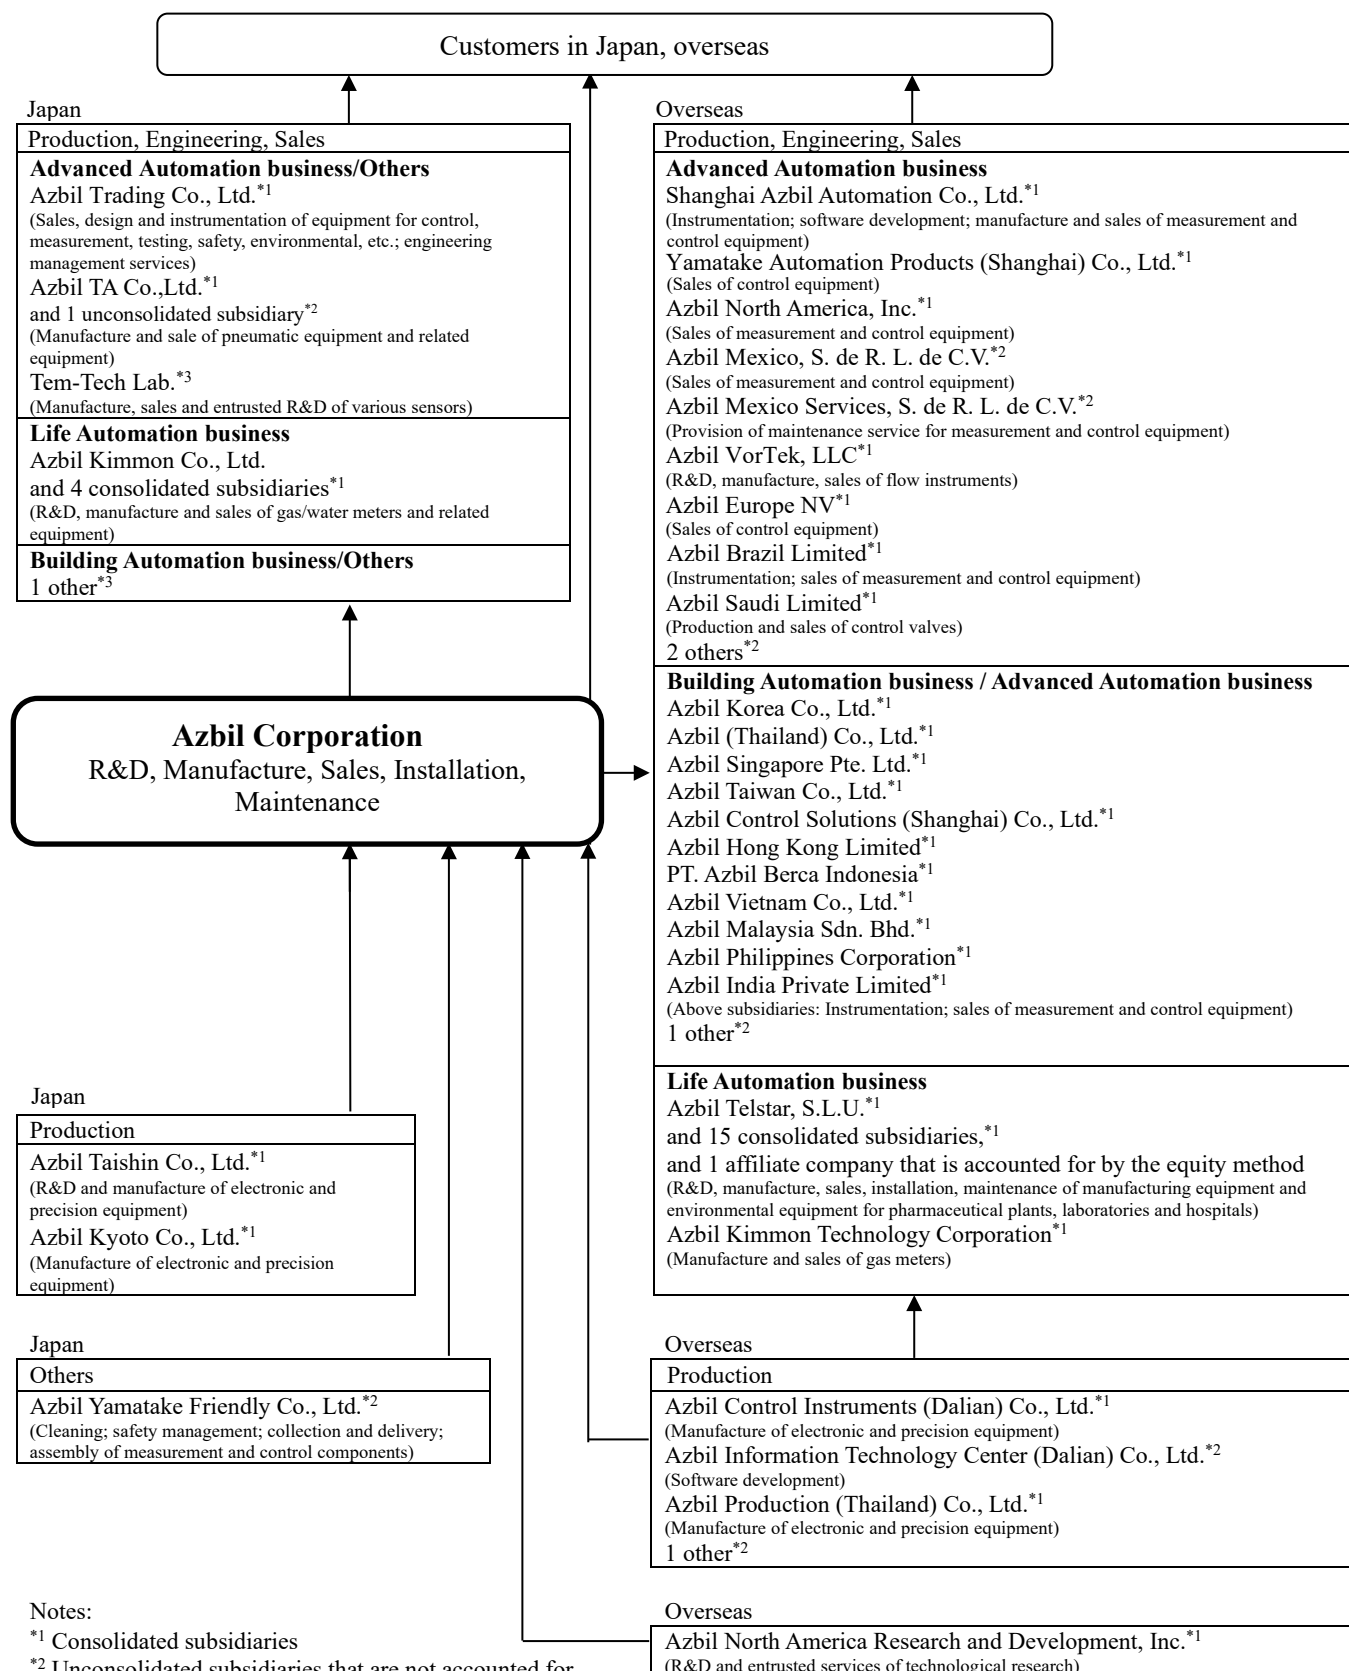 Customers in Japan, overseas
Japan
Production, Engineering, Sales
Advanced Automation business/Others
Azbil Trading Co., Ltd.*1
(Sales, design and instrumentation of equipment for control,
measurement, testing, safety, environmental, etc.; engineering
management services)
Azbil TA Co.,Ltd.*1
and 1 unconsolidated subsidiary*2
(Manufacture and sale of pneumatic equipment and related
equipment)
Tem-Tech Lab.*3
(Manufacture, sales and entrusted R&D of various sensors)
Life Automation business
Azbil Kimmon Co., Ltd.
and 4 consolidated subsidiaries*1
(R&D, manufacture and sales of gas/water meters and related
equipment)
Building Automation business/Others
1 other*3
Overseas
Production, Engineering, Sales
Advanced Automation business
Shanghai Azbil Automation Co., Ltd.*1
(Instrumentation; software development; manufacture and sales of measurement and
control equipment)
Yamatake Automation Products (Shanghai) Co., Ltd.*1
(Sales of control equipment)
Azbil North America, Inc.*1
(Sales of measurement and control equipment)
Azbil Mexico, S. de R. L. de C.V.*2
(Sales of measurement and control equipment)
Azbil Mexico Services, S. de R. L. de C.V.*2
(Provision of maintenance service for measurement and control equipment)
Azbil VorTek, LLC*1
(R&D, manufacture, sales of flow instruments)
Azbil Europe NV*1
(Sales of control equipment)
Azbil Brazil Limited*1
(Instrumentation; sales of measurement and control equipment)
Azbil Saudi Limited*1
(Production and sales of control valves)
2 others*2
Building Automation business / Advanced Automation business
Azbil Korea Co., Ltd.*1
Azbil (Thailand) Co., Ltd.*1
Azbil Singapore Pte. Ltd.*1
Azbil Taiwan Co., Ltd.*1
Azbil Control Solutions (Shanghai) Co., Ltd.*1
Azbil Hong Kong Limited*1
PT. Azbil Berca Indonesia*1
Azbil Vietnam Co., Ltd.*1
Azbil Malaysia Sdn. Bhd.*1
Azbil Philippines Corporation*1
Azbil India Private Limited*1
(Above subsidiaries: Instrumentation; sales of measurement and control equipment)
1 other*2
Life Automation business
Azbil Telstar, S.L.U.*1
and 15 consolidated subsidiaries,*1
and 1 affiliate company that is accounted for by the equity method
(R&D, manufacture, sales, installation, maintenance of manufacturing equipment and
environmental equipment for pharmaceutical plants, laboratories and hospitals)
Azbil Kimmon Technology Corporation*1
(Manufacture and sales of gas meters)
Azbil Corporation
R&D, Manufacture, Sales, Installation,
Maintenance
Japan
Production
Azbil Taishin Co., Ltd.*1
(R&D and manufacture of electronic and
precision equipment)
Azbil Kyoto Co., Ltd.*1
(Manufacture of electronic and precision
equipment)
Japan
Others
Azbil Yamatake Friendly Co., Ltd.*2
(Cleaning; safety management; collection and delivery;
assembly of measurement and control components)
Overseas
Production
Azbil Control Instruments (Dalian) Co., Ltd.*1
(Manufacture of electronic and precision equipment)
Azbil Information Technology Center (Dalian) Co., Ltd.*2
(Software development)
Azbil Production (Thailand) Co., Ltd.*1
(Manufacture of electronic and precision equipment)
1 other*2
Notes:
*1 Consolidated subsidiaries
*2 Unconsolidated subsidiaries that are not accounted for
Overseas
Azbil North America Research and Development, Inc.*1
(R&D and entrusted services of technological research)